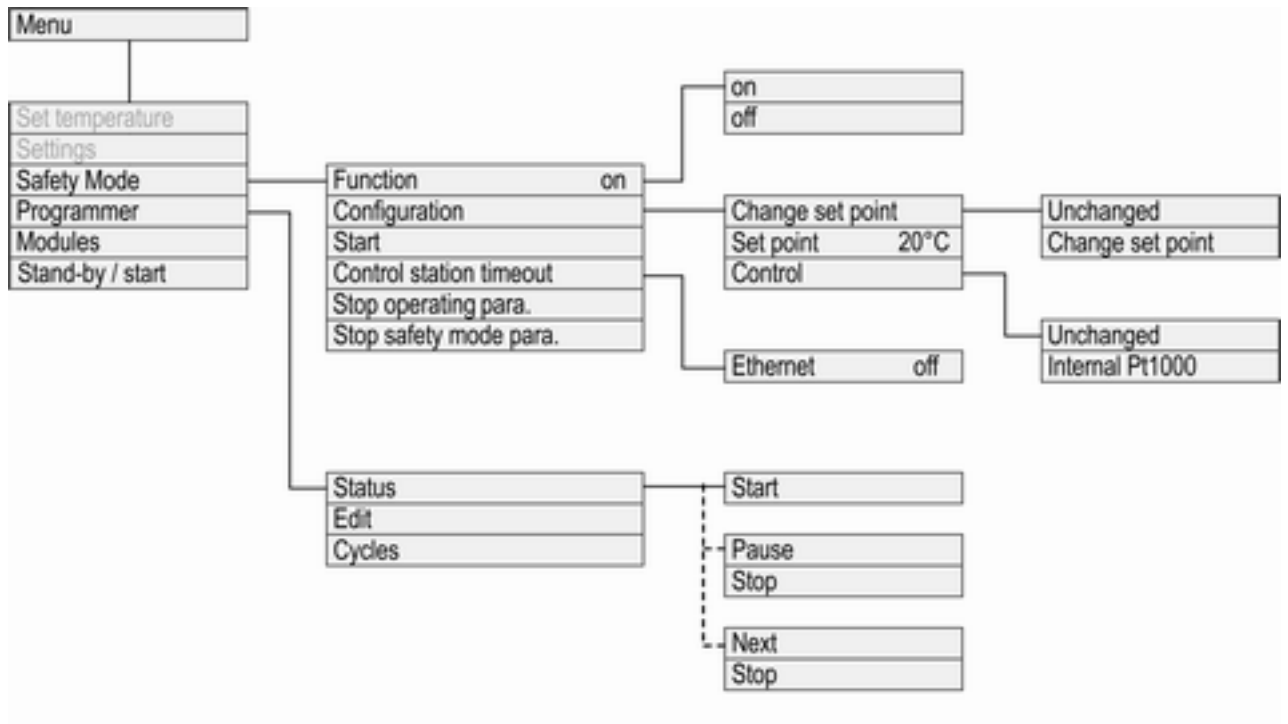 Menu
Set temperature
Settings
Safety Mode
Programmer
Modules
Stand-by / start
Function on
Configuration
Start
Control station timeout
Stop operating para.
Stop safety mode para.
on
off
Change set point
Set point 20°C
Control
Unchanged
Change set point
Unchanged
Internal Pt1000
Ethernet off
Status
Edit
Cycles
Start
Pause
Stop
Next
Stop